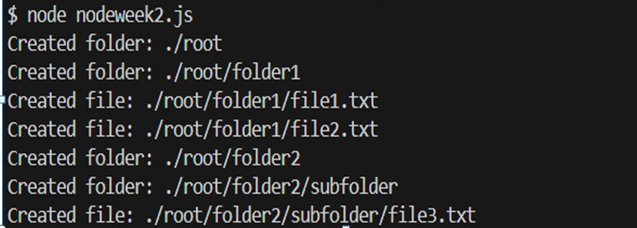 $ node nodeweek2.js
Created folder: ./root
Created folder: ./root/folder1
Created file: ./root/folder1/file1.txt
Created file: ./root/folder1/file2.txt
Created folder: ./root/folder2
Created folder: ./root/folder2/subfolder
Created file: ./root/folder2/subfolder/file3.txt